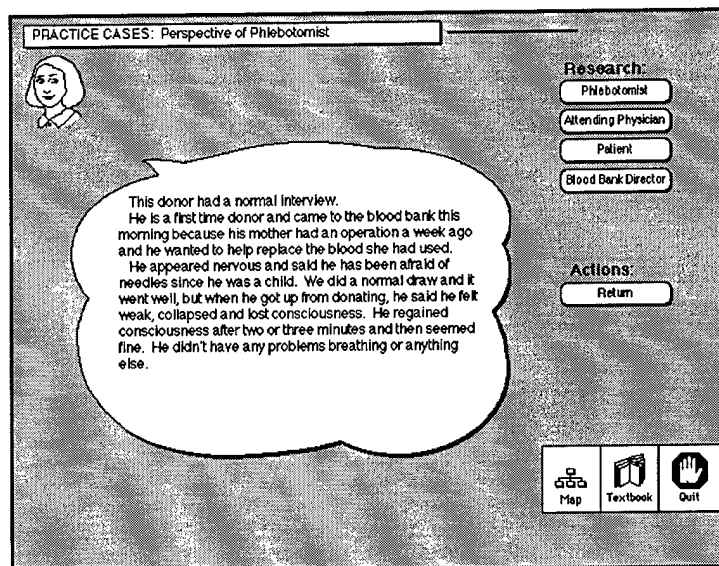 PRACTICE CASES: Perspective of Phlebotomist
This donor had a normal interview.
He is a first time donor and came to the blood bank this
morning because his mother had an operation a week ago
and he wanted to help replace the blood she had used.
He appeared nervous and said he has been afraid of
needles since he was a child. We did a normal draw and it
went well, but when he got up from donating, he said he felt
weak, collapsed and lost consciousness. He regained
consciousness after two or three minutes and then seemed
fine. He didn't have any problems breathing or anything
else.
Research:
Phlebotomist
Attending Physician
Patient
Blood Bank Director
Actions:
Return
Map
Textbook
Quit